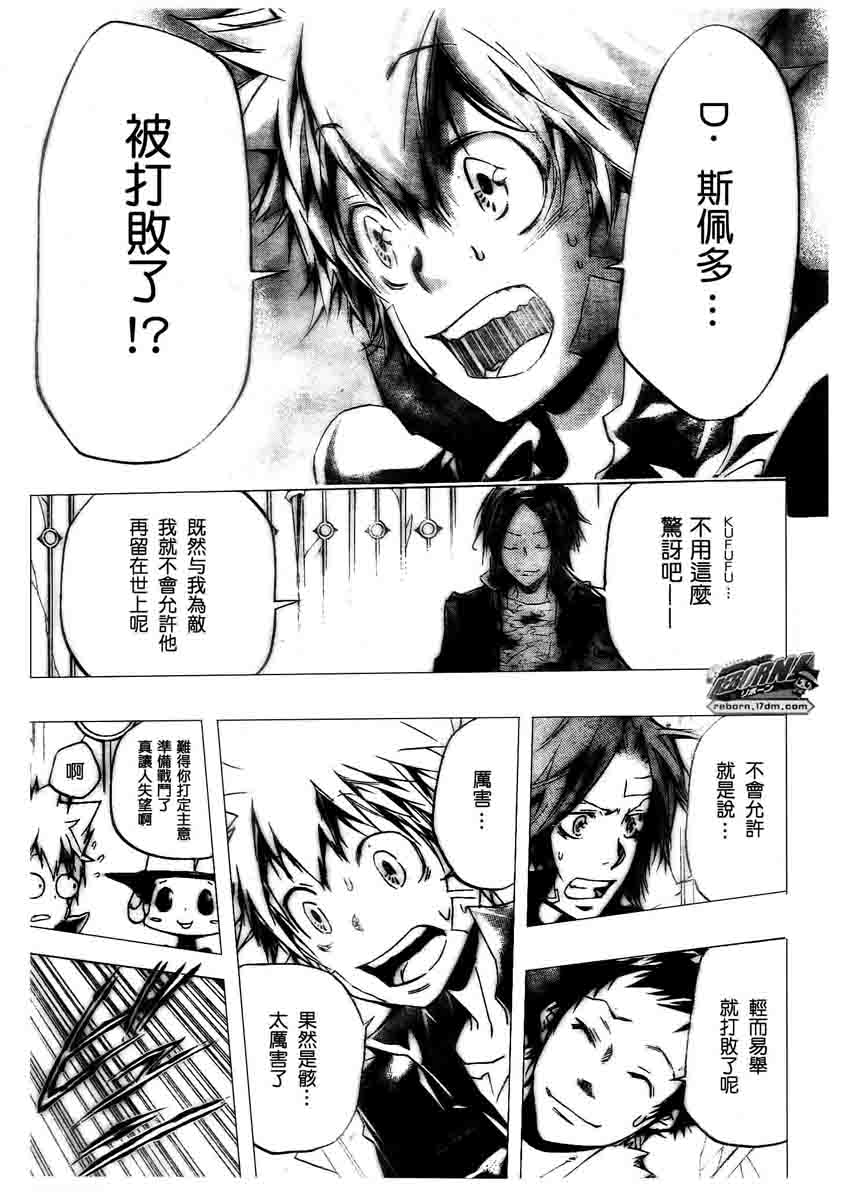 D.斯佩多…
被打敗了!?
KUFUFU…
不用這麼
驚訝吧——
既然与我為敵
我就不會允許他
再留在世上呢
REBORN!
リボーン
reborn.17dm.com
不會允許
就是說…
厲害…
難得你打定主意
準備戰鬥了
真讓人失望啊
啊
輕而易舉
就打敗了呢
果然是骸…
太厲害了